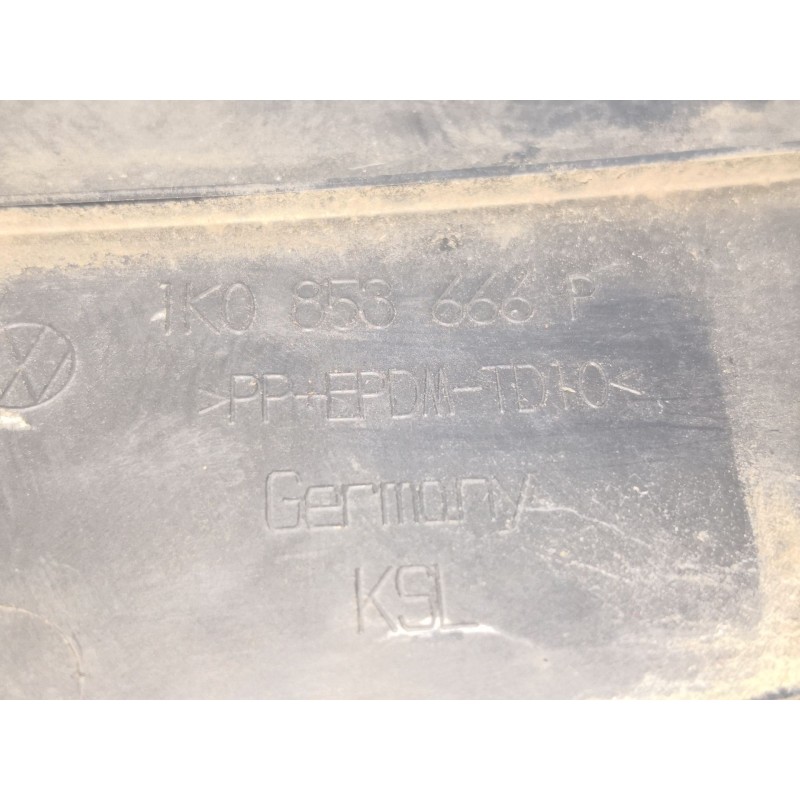 1K0 853 666 P
>PP+EPDM-TD10<
Germany
KSL